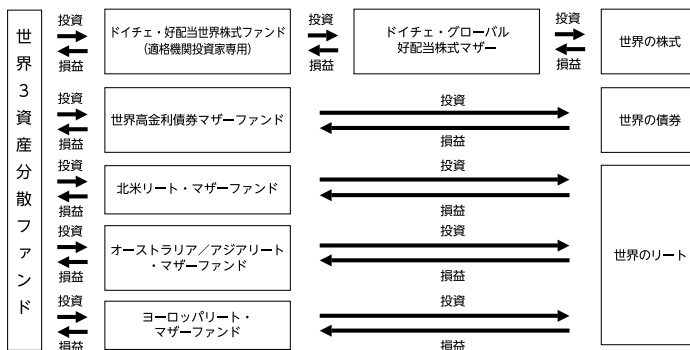 世界3資産分散ファンド
投資
損益
ドイチェ・好配当世界株式ファンド
(適格機関投資家専用)
投資
損益
ドイチェ・グローバル
好配当株式マザー
投資
損益
世界の株式
投資
損益
世界高金利債券マザーファンド
投資
損益
世界の債券
投資
損益
北米リート・マザーファンド
投資
損益
世界のリート
投資
損益
オーストラリア／アジアリート
・マザーファンド
投資
損益
投資
損益
ヨーロッパリート・
マザーファンド
投資
損益